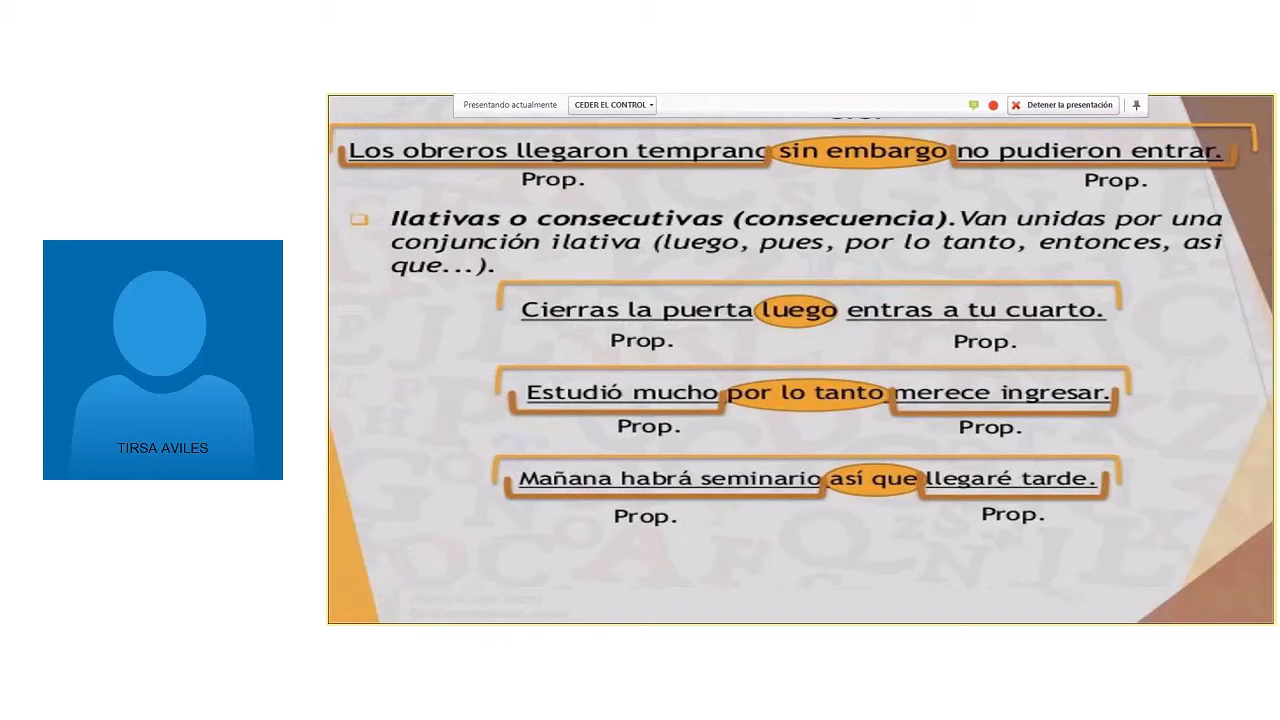 Presentando actualmente CEDER EL CONTROL Detener la presentación
Los obreros llegaron temprano sin embargo no pudieron entrar.
Prop. Prop.
Ilativas o consecutivas (consecuencia). Van unidas por una
conjunción ilativa (luego, pues, por lo tanto, entonces, asi
que...).
Cierras la puerta luego entras a tu cuarto.
Prop. Prop.
Estudió mucho por lo tanto merece ingresar.
Prop. Prop.
TIRSA AVILES
Mañana habrá seminario así que llegaré tarde.
Prop. Prop.